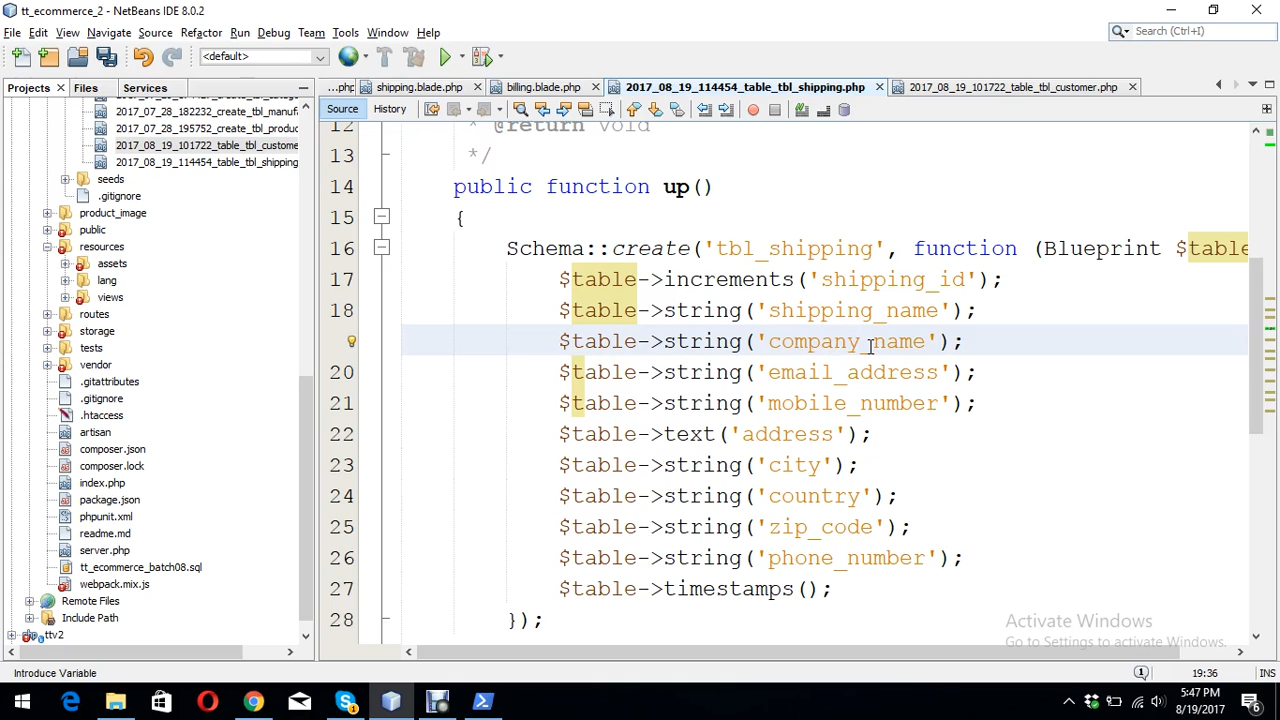 tt_ecommerce_2 - NetBeans IDE 8.0.2
File Edit View Navigate Source Refactor Run Debug Team Tools Window Help
Search (Ctrl+I)
<default>
Projects Files Services
...php shipping.blade.php billing.blade.php 2017_08_19_114454_table_tbl_shipping.php 2017_08_19_101722_table_tbl_customer.php
Source History
2017_07_28_182232_create_tbl_manufa
2017_07_28_195752_create_tbl_produc
2017_08_19_101722_table_tbl_custome
2017_08_19_114454_table_tbl_shipping
seeds
.gitignore
product_image
public
resources
assets
lang
views
routes
storage
tests
vendor
.gitattributes
.htaccess
artisan
composer.json
composer.lock
index.php
package.json
phpunit.xml
readme.md
server.php
tt_ecommerce_batch08.sql
webpack.mix.js
Remote Files
Include Path
ttv2
12 * @return void
13 */
14 public function up()
15 {
16 Schema::create('tbl_shipping', function (Blueprint $table
17 $table->increments('shipping_id');
18 $table->string('shipping_name');
$table->string('company_name');
20 $table->string('email_address');
21 $table->string('mobile_number');
22 $table->text('address');
23 $table->string('city');
24 $table->string('country');
25 $table->string('zip_code');
26 $table->string('phone_number');
27 $table->timestamps();
28 });
Activate Windows
Go to Settings to activate Windows.
Introduce Variable 1 19:36 INS
5:47 PM
8/19/2017
6